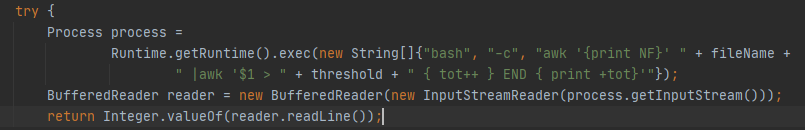 try {
Process process =
Runtime.getRuntime().exec(new String[]{"bash", "-c", "awk '{print NF}' " + fileName +
" |awk '$1 > " + threshold + " { tot++ } END { print +tot}'"});
BufferedReader reader = new BufferedReader(new InputStreamReader(process.getInputStream()));
return Integer.valueOf(reader.readLine());